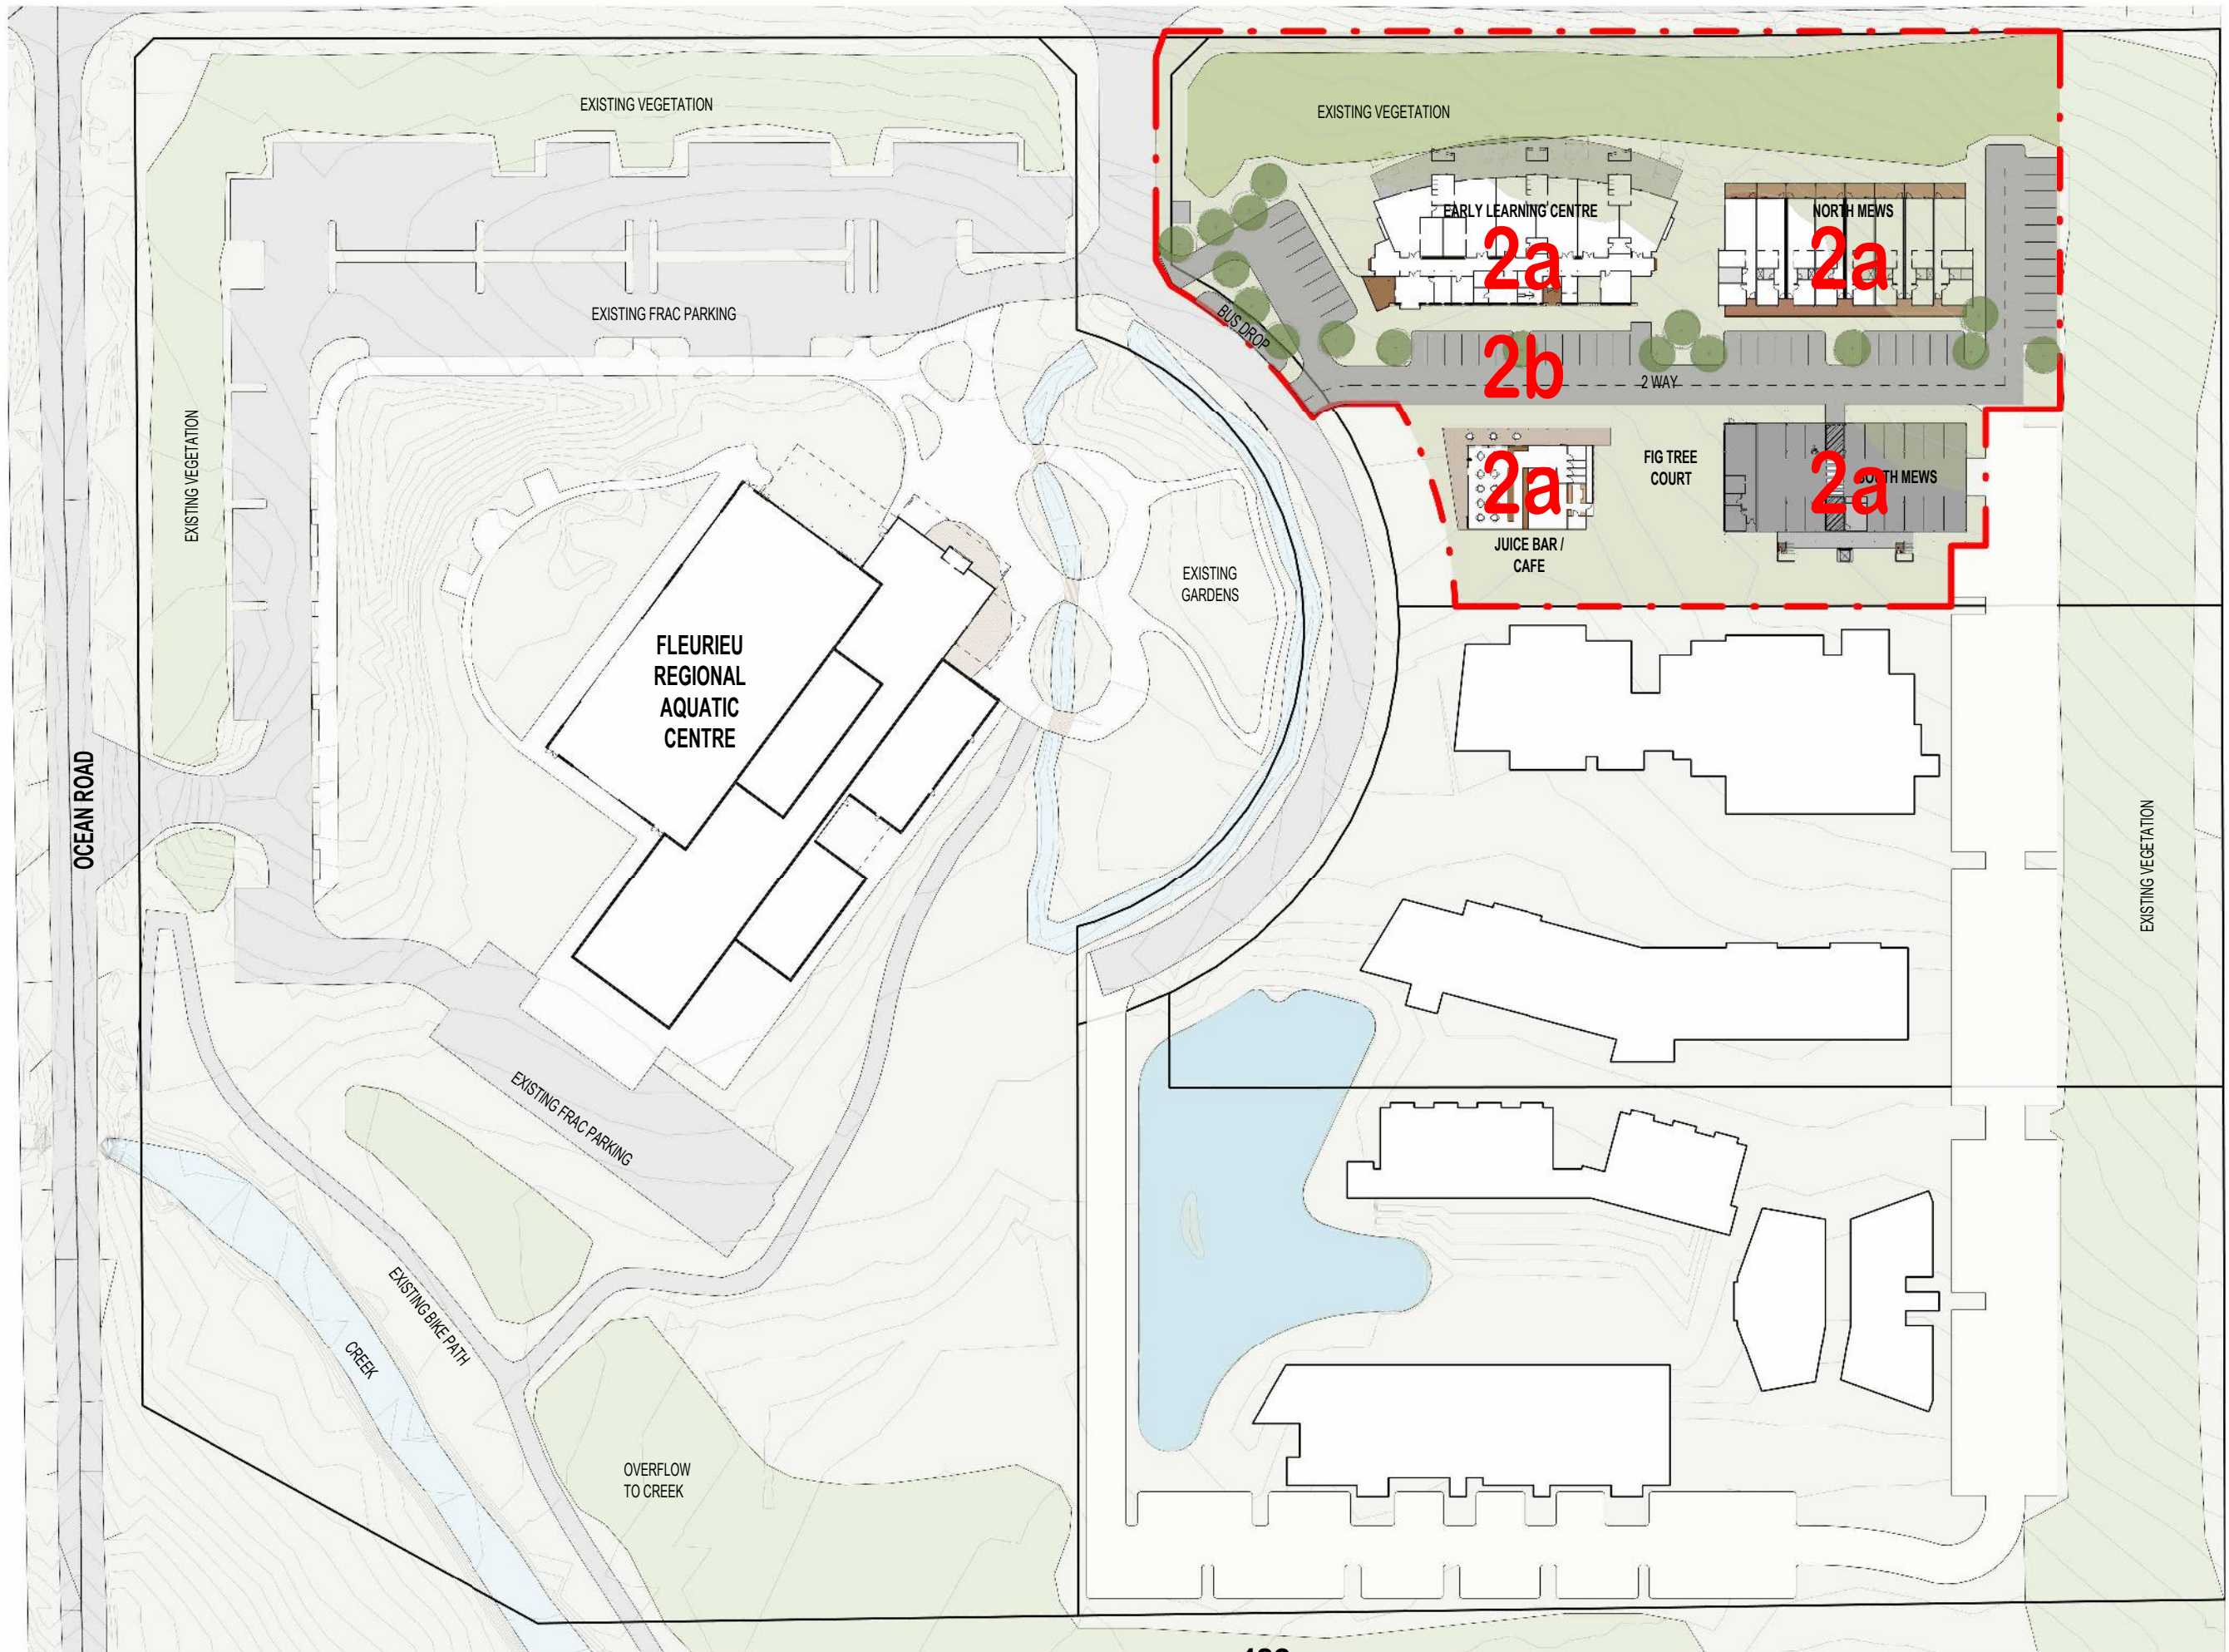 EXISTING VEGETATION
EXISTING VEGETATION
EARLY LEARNING CENTRE
2a
NORTH MEWS
2a
EXISTING FRAC PARKING
BUS DROP
2b
2 WAY
EXISTING VEGETATION
2a
FIG TREE
COURT
2a
JUICE BAR /
CAFE
EXISTING
GARDENS
FLEURIEU
REGIONAL
AQUATIC
CENTRE
OCEAN ROAD
EXISTING VEGETATION
EXISTING FRAC PARKING
EXISTING BIKE PATH
CREEK
OVERFLOW
TO CREEK
MEWS